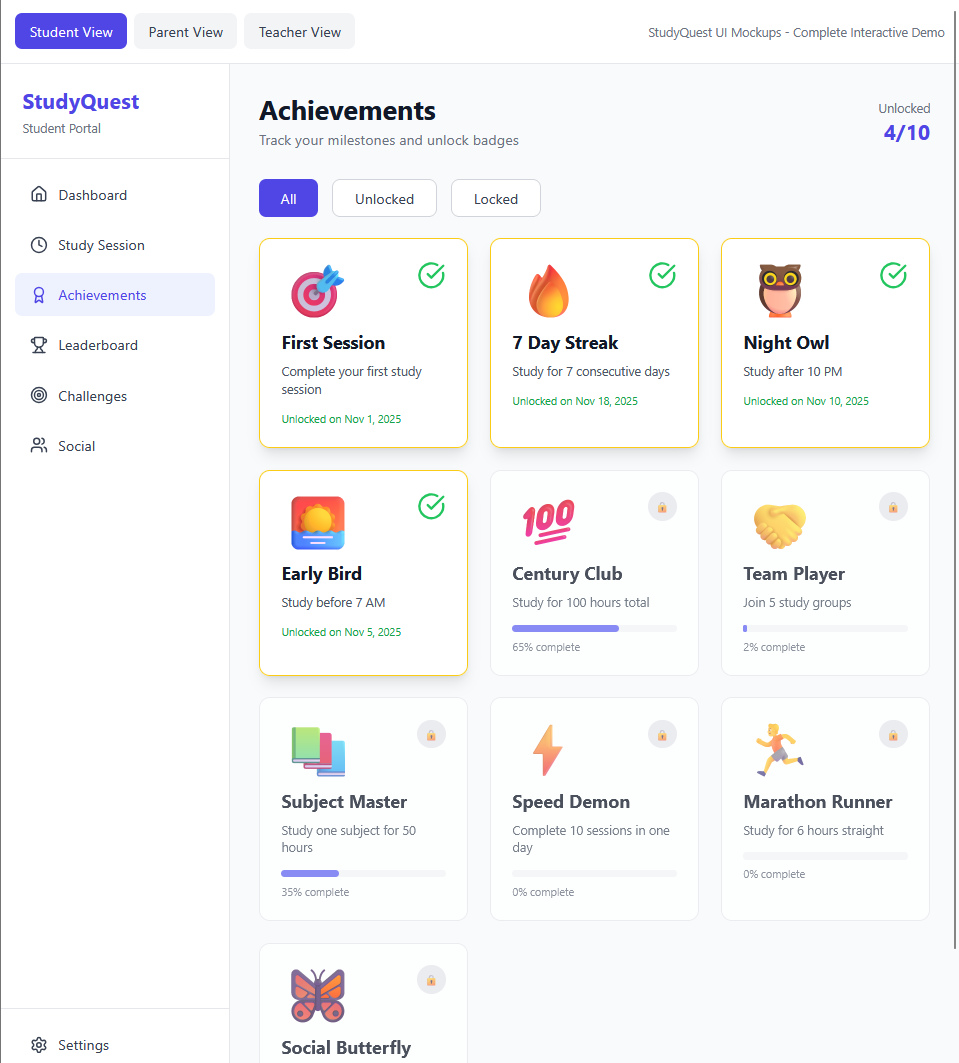 Student View
Parent View
Teacher View
StudyQuest UI Mockups - Complete Interactive Demo
StudyQuest
Student Portal
Dashboard
Study Session
Achievements
Leaderboard
Challenges
Social
Settings
Achievements
Track your milestones and unlock badges
Unlocked
4/10
All
Unlocked
Locked
First Session
Complete your first study
session
Unlocked on Nov 1, 2025
7 Day Streak
Study for 7 consecutive days
Unlocked on Nov 18, 2025
Night Owl
Study after 10 PM
Unlocked on Nov 10, 2025
Early Bird
Study before 7 AM
Unlocked on Nov 5, 2025
100
Century Club
Study for 100 hours total
65% complete
Team Player
Join 5 study groups
2% complete
Subject Master
Study one subject for 50
hours
35% complete
Speed Demon
Complete 10 sessions in one
day
0% complete
Marathon Runner
Study for 6 hours straight
0% complete
Social Butterfly